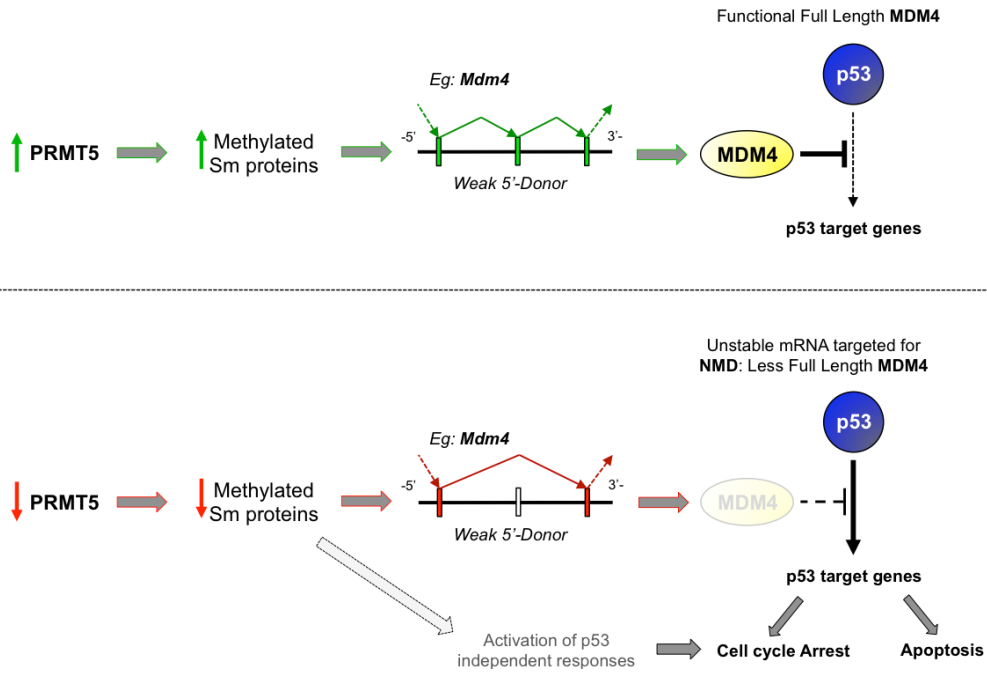 Functional Full Length MDM4
p53
Eg: Mdm4
-5’
3’-
PRMT5
Methylated
Sm proteins
MDM4
Weak 5’-Donor
p53 target genes
Unstable mRNA targeted for
NMD: Less Full Length MDM4
p53
Eg: Mdm4
-5’
3’-
PRMT5
Methylated
Sm proteins
MDM4
Weak 5’-Donor
p53 target genes
Activation of p53
independent responses
Cell cycle Arrest
Apoptosis